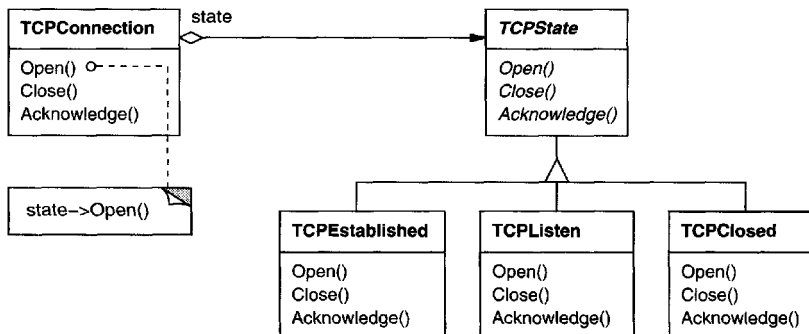 state
TCPConnection
Open()
Close()
Acknowledge()
state->Open()
TCPState
Open()
Close()
Acknowledge()
TCPEstablished
Open()
Close()
Acknowledge()
TCPListen
Open()
Close()
Acknowledge()
TCPClosed
Open()
Close()
Acknowledge()